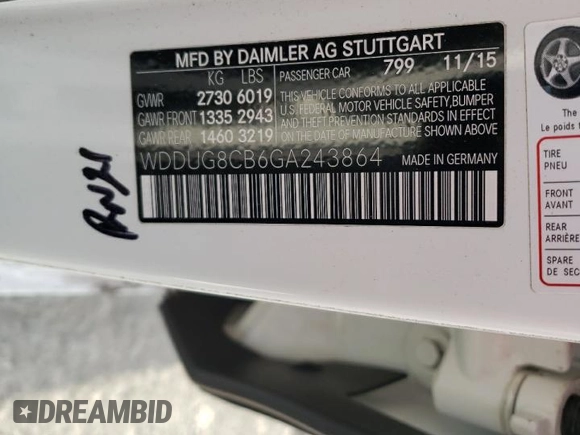 MFD BY DAIMLER AG STUTTGART
KG LBS PASSENGER CAR 799 11/15
GVWR 2730 6019
GAWR FRONT 1335 2943
GAWR REAR 1460 3219
THIS VEHICLE CONFORMS TO ALL APPLICABLE
U.S. FEDERAL MOTOR VEHICLE SAFETY, BUMPER
AND THEFT PREVENTION STANDARDS IN EFFECT
ON THE DATE OF MANUFACTURE SHOWN ABOVE.
WDDUG8CB6GA243864
The
Le poids
TIRE
PNEU
FRONT
AVANT
REAR
ARRIÈRE
SPARE
DE SEC
DREAMBID